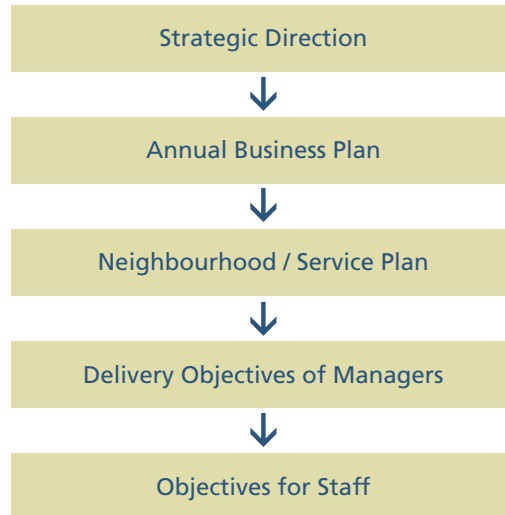 Strategic Direction
Annual Business Plan
Neighbourhood / Service Plan
Delivery Objectives of Managers
Objectives for Staff